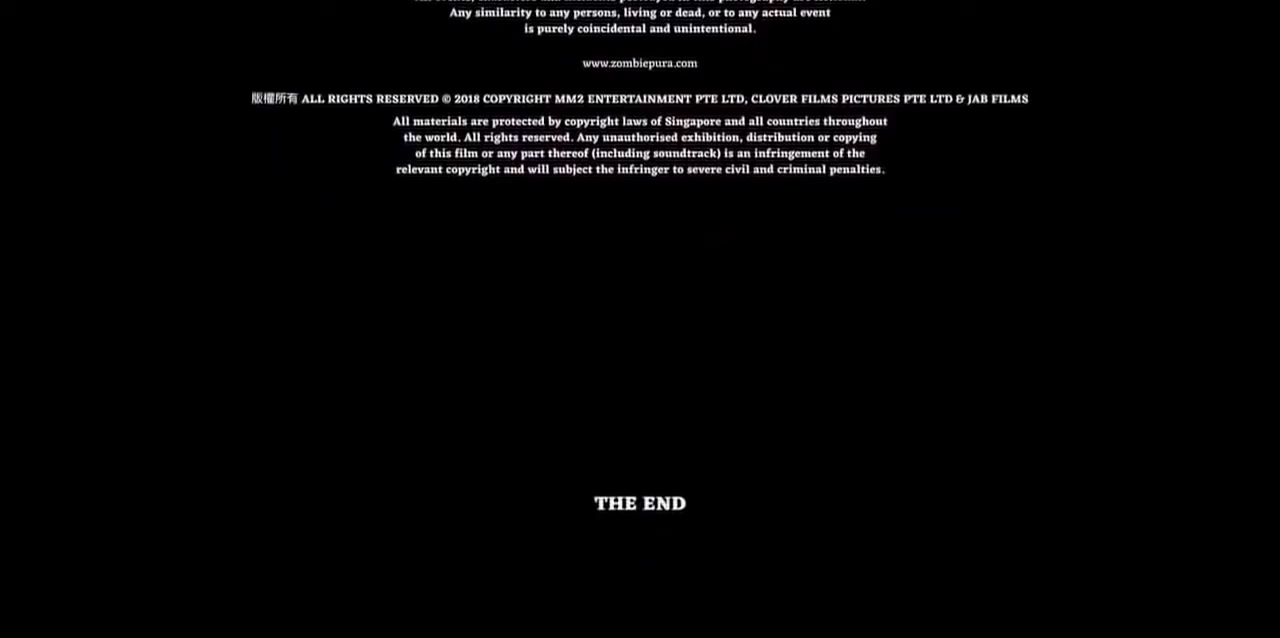 Any similarity to any persons, living or dead, or to any actual event
is purely coincidental and unintentional.
www.zombiepura.com
版權所有 ALL RIGHTS RESERVED © 2018 COPYRIGHT MM2 ENTERTAINMENT PTE LTD, CLOVER FILMS PICTURES PTE LTD & JAB FILMS
All materials are protected by copyright laws of Singapore and all countries throughout
the world. All rights reserved. Any unauthorised exhibition, distribution or copying
of this film or any part thereof (including soundtrack) is an infringement of the
relevant copyright and will subject the infringer to severe civil and criminal penalties.
THE END